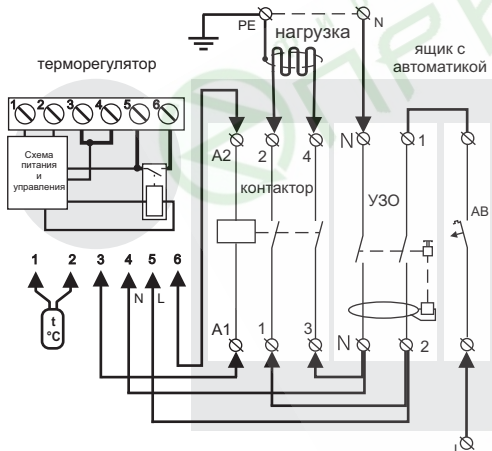 PE
N
нагрузка
ящик с
автоматикой
терморегулятор
1 2 3 4 5 6
Схема
питания
и
управления
A2 2 4 N 1
контактор
УЗО
АВ
1 2 3 4 5 6
N L
t
°C
A1 1 3 N 2
L